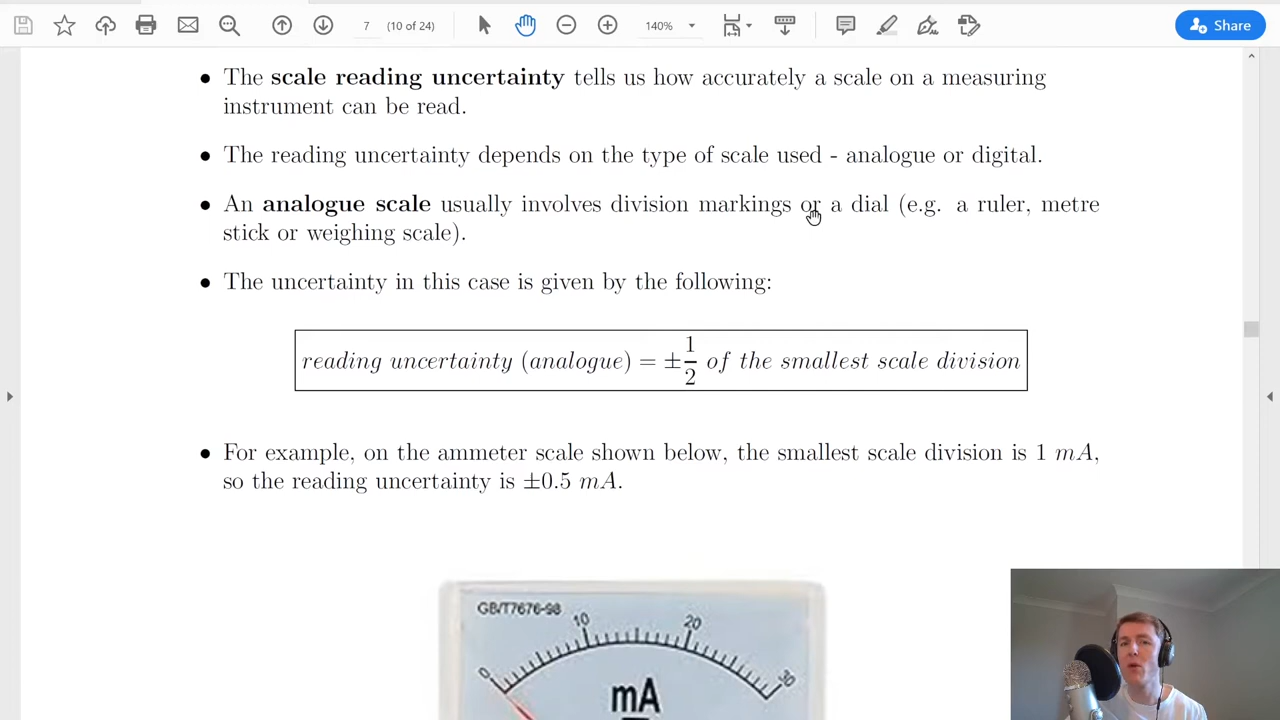 7 (10 of 24) 140% Share
• The scale reading uncertainty tells us how accurately a scale on a measuring
instrument can be read.
• The reading uncertainty depends on the type of scale used - analogue or digital.
• An analogue scale usually involves division markings or a dial (e.g. a ruler, metre
stick or weighing scale).
• The uncertainty in this case is given by the following:
reading uncertainty (analogue) = ±1/2 of the smallest scale division
• For example, on the ammeter scale shown below, the smallest scale division is 1 mA,
so the reading uncertainty is ±0.5 mA.
GB/T7676-98
0 10 20 30
mA